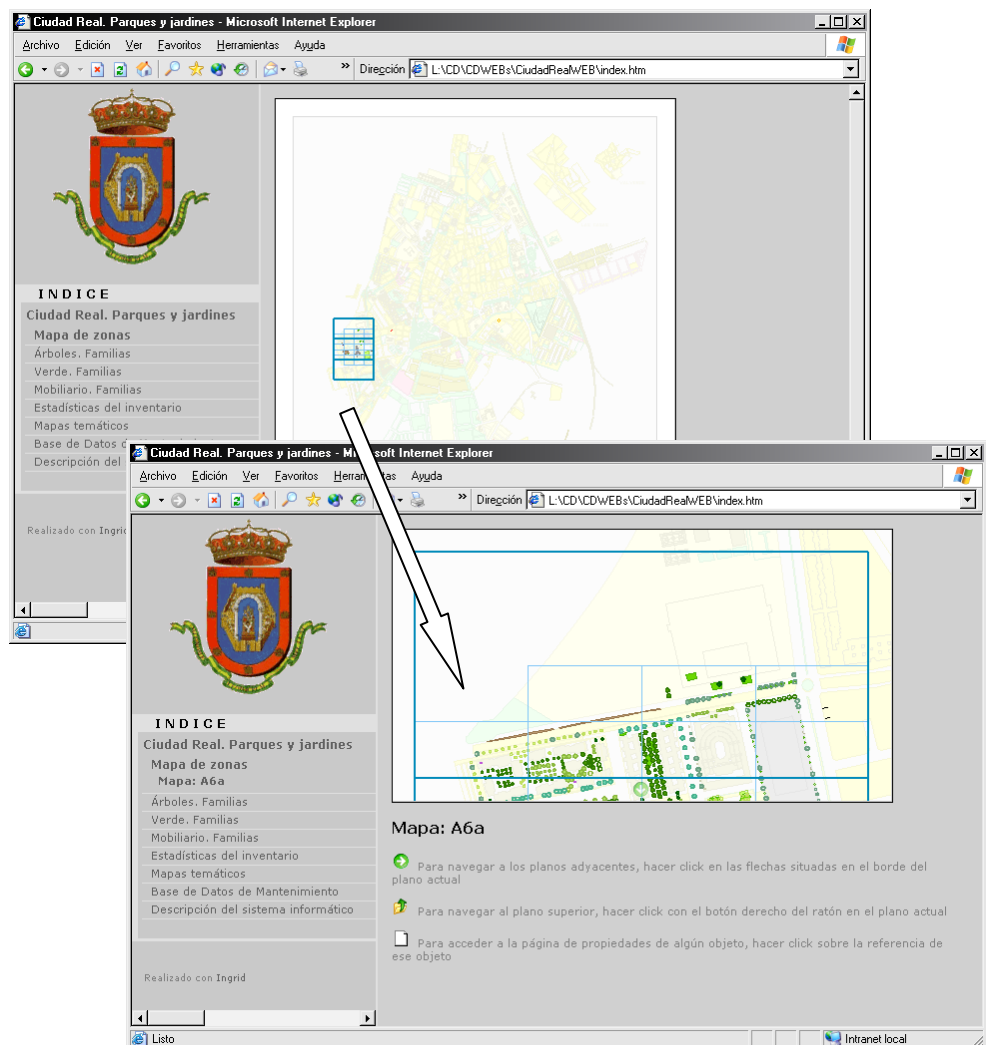 Ciudad Real. Parques y jardines - Microsoft Internet Explorer
Archivo Edición Ver Favoritos Herramientas Ayuda
» Dirección L:\CD\CDWEBs\CiudadRealWEB\index.htm
INDICE
Ciudad Real. Parques y jardines
Mapa de zonas
Árboles. Familias
Verde. Familias
Mobiliario. Familias
Estadísticas del inventario
Mapas temáticos
Base de Datos
Descripción del
Realizado con Ingrid
Ciudad Real. Parques y jardines - Microsoft Internet Explorer
Archivo Edición Ver Favoritos Herramientas Ayuda
» Dirección L:\CD\CDWEBs\CiudadRealWEB\index.htm
INDICE
Ciudad Real. Parques y jardines
Mapa de zonas
Mapa: A6a
Árboles. Familias
Verde. Familias
Mobiliario. Familias
Estadísticas del inventario
Mapas temáticos
Base de Datos de Mantenimiento
Descripción del sistema informático
Realizado con Ingrid
Mapa: A6a
Para navegar a los planos adyacentes, hacer click en las flechas situadas en el borde del
plano actual
Para navegar al plano superior, hacer click con el botón derecho del ratón en el plano actual
Para acceder a la página de propiedades de algún objeto, hacer click sobre la referencia de
ese objeto
Listo
Intranet local